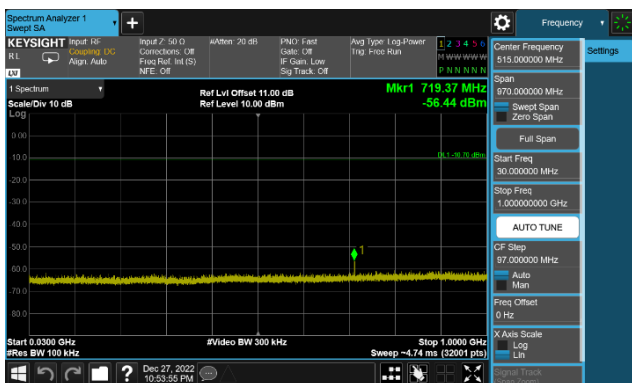 Spectrum Analyzer 1
Swept SA
+
Frequency
KEYSIGHT
Input: RF
Coupling: DC
Align: Auto
RL
LXI
Input Z: 50 Ω
Corrections: Off
Freq Ref: Int (S)
NFE: Off
#Atten: 20 dB
PNO: Fast
Gate: Off
IF Gain: Low
Sig Track: Off
Avg Type: Log-Power
Trig: Free Run
1 2 3 4 5 6
M W W W W W
P N N N N N
Center Frequency
515.000000 MHz
Settings
Span
970.000000 MHz
Swept Span
Zero Span
Full Span
Start Freq
30.000000 MHz
Stop Freq
1.000000000 GHz
AUTO TUNE
CF Step
97.000000 MHz
Auto
Man
Freq Offset
0 Hz
X Axis Scale
Log
Lin
Signal Track
(Span Zoom)
1 Spectrum
Scale/Div 10 dB
Log
Ref Lvl Offset 11.00 dB
Ref Level 10.00 dBm
Mkr1 719.37 MHz
-56.44 dBm
0.00
-10.0
-20.0
-30.0
-40.0
-50.0
-60.0
-70.0
-80.0
DL1 -10.70 dBm
1
Start 0.0300 GHz
#Res BW 100 kHz
#Video BW 300 kHz
Stop 1.0000 GHz
Sweep ~4.74 ms (32001 pts)
?
Dec 27, 2022
10:53:55 PM